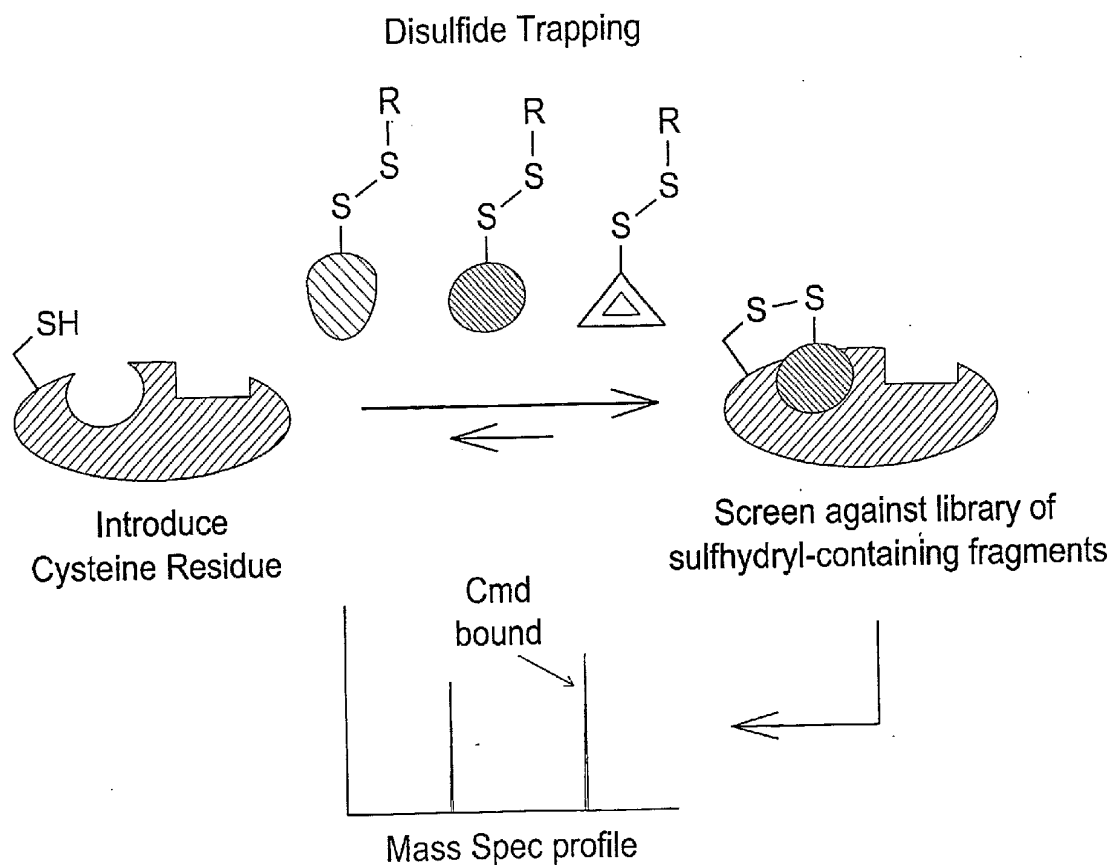 Disulfide Trapping
R
R
R
S
S
S
S
S
S
SH
S
S
Introduce
Cysteine Residue
Screen against library of
sulfhydryl-containing fragments
Cmd
bound
Mass Spec profile